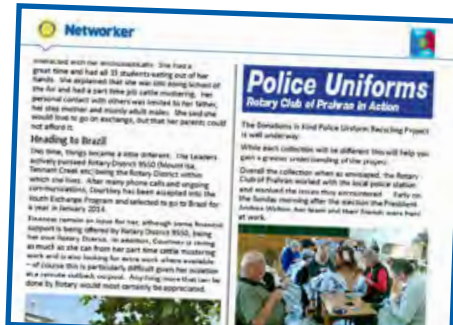 Networker
interacted with her enthusiastically. She had a
great time and had all 33 students eating out of her
hands. She explained that she was still doing School of
the Air and had a part time job cattle mustering. Her
personal contact with others was limited to her father,
her step mother and mainly adult males. She said she
would love to go on exchange, but that her parents could
not afford it.
Heading to Brazil
This time, things became a little different. The Leaders
actively pursued Rotary District 9550 (Mount Isa,
Tennant Creek etc) being the Rotary District within
which she lives. After many phone calls and ongoing
communications, Courtney has been accepted into the
Youth Exchange Program and selected to go to Brazil for
a year in January 2014.
Finances remain an issue for her, although some financial
support is being offered by Rotary District 9550, being
her own Rotary District. In addition, Courtney is saving
as much as she can from her part time cattle mustering
work and is also looking for extra work where available
– of course this is particularly difficult given her isolation
at a remote outback outpost. Anything more that can be
done by Rotary would most certainly be appreciated.
Police Uniforms
Rotary Club of Prahran in Action
The Donations in Kind Police Uniform Recycling Project
is well underway.
While each collection will be different this will help you
gain a greater understanding of the project.
Overall the collection when as envisaged, the Rotary
Club of Prahran worked with the local police station
and resolved the issues they encountered. Early on
the Sunday morning after the election the President
Andrea Walton, her team and their friends were hard
at work.